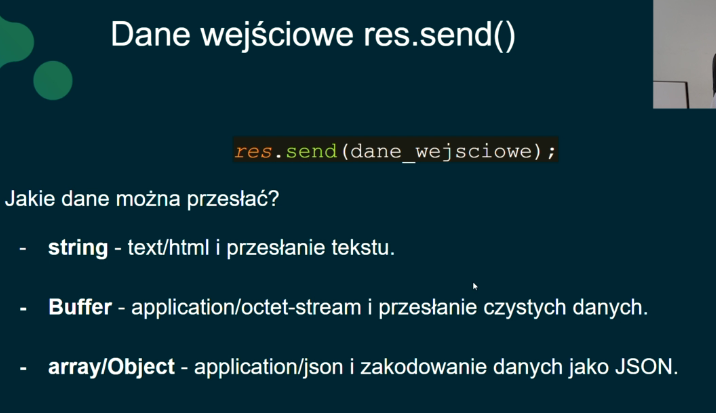 Dane wejściowe res.send()
res.send(dane_wejsciowe);
Jakie dane można przesłać?
- string - text/html i przesłanie tekstu.
- Buffer - application/octet-stream i przesłanie czystych danych.
- array/Object - application/json i zakodowanie danych jako JSON.